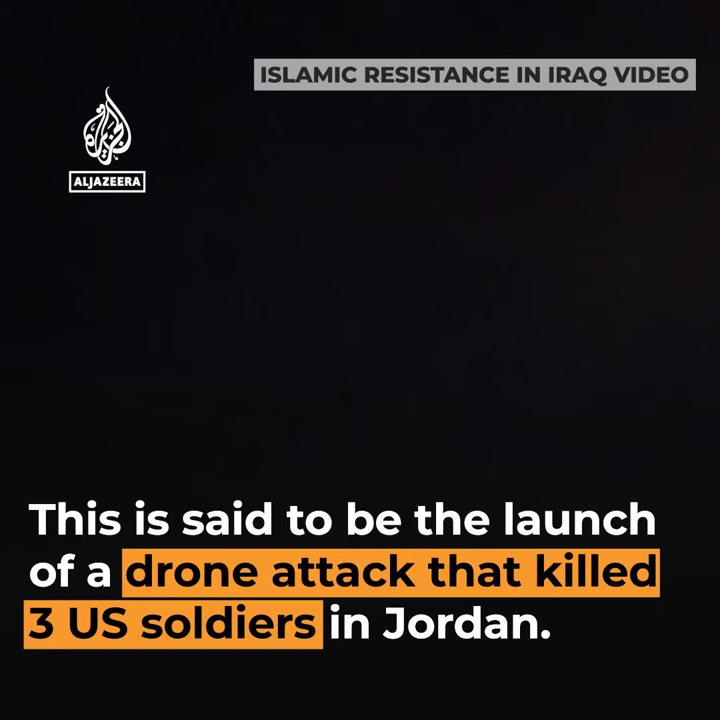 ISLAMIC RESISTANCE IN IRAQ VIDEO
ALJAZEERA
This is said to be the launch
of a drone attack that killed
3 US soldiers in Jordan.